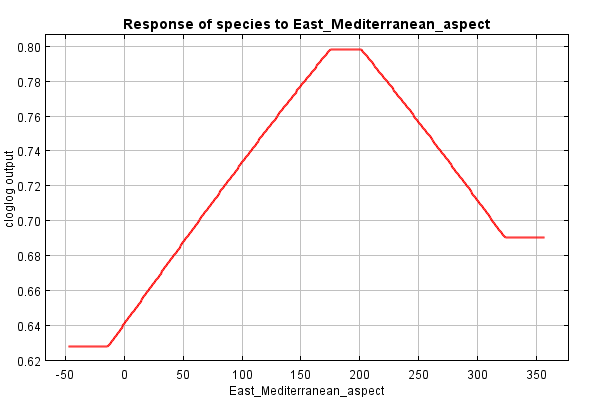 Response of species to East_Mediterranean_aspect
0.80
0.78
0.76
0.74
0.72
0.70
0.68
0.66
0.64
0.62
cloglog output
-50 0 50 100 150 200 250 300 350
East_Mediterranean_aspect